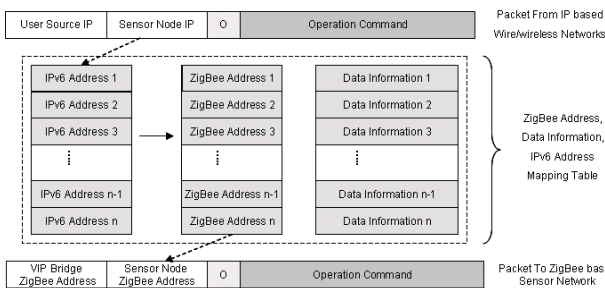 User Source IP Sensor Node IP O Operation Command
Packet From IP based
Wire/wireless Networks
IPv6 Address 1 ZigBee Address 1 Data Information 1
IPv6 Address 2 ZigBee Address 2 Data Information 2
IPv6 Address 3 ZigBee Address 3 Data Information 3
IPv6 Address n-1 ZigBee Address n-1 Data Information n-1
IPv6 Address n ZigBee Address n Data Information n
ZigBee Address,
Data Information,
IPv6 Address
Mapping Table
VIP Bridge
ZigBee Address
Sensor Node
ZigBee Address
O
Operation Command
Packet To ZigBee bas
Sensor Network